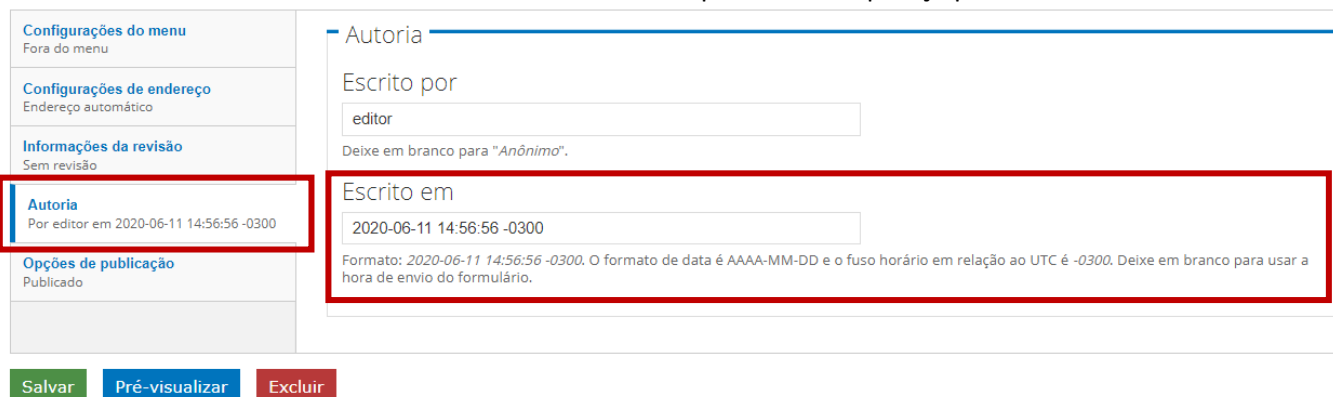 Configurações do menu
Fora do menu
Configurações de endereço
Endereço automático
Informações da revisão
Sem revisão
Autoria
Por editor em 2020-06-11 14:56:56 -0300
Opções de publicação
Publicado
Autoria
Escrito por
editor
Deixe em branco para "Anônimo".
Escrito em
2020-06-11 14:56:56 -0300
Formato: 2020-06-11 14:56:56 -0300. O formato de data é AAAA-MM-DD e o fuso horário em relação ao UTC é -0300. Deixe em branco para usar a
hora de envio do formulário.
Salvar
Pré-visualizar
Excluir